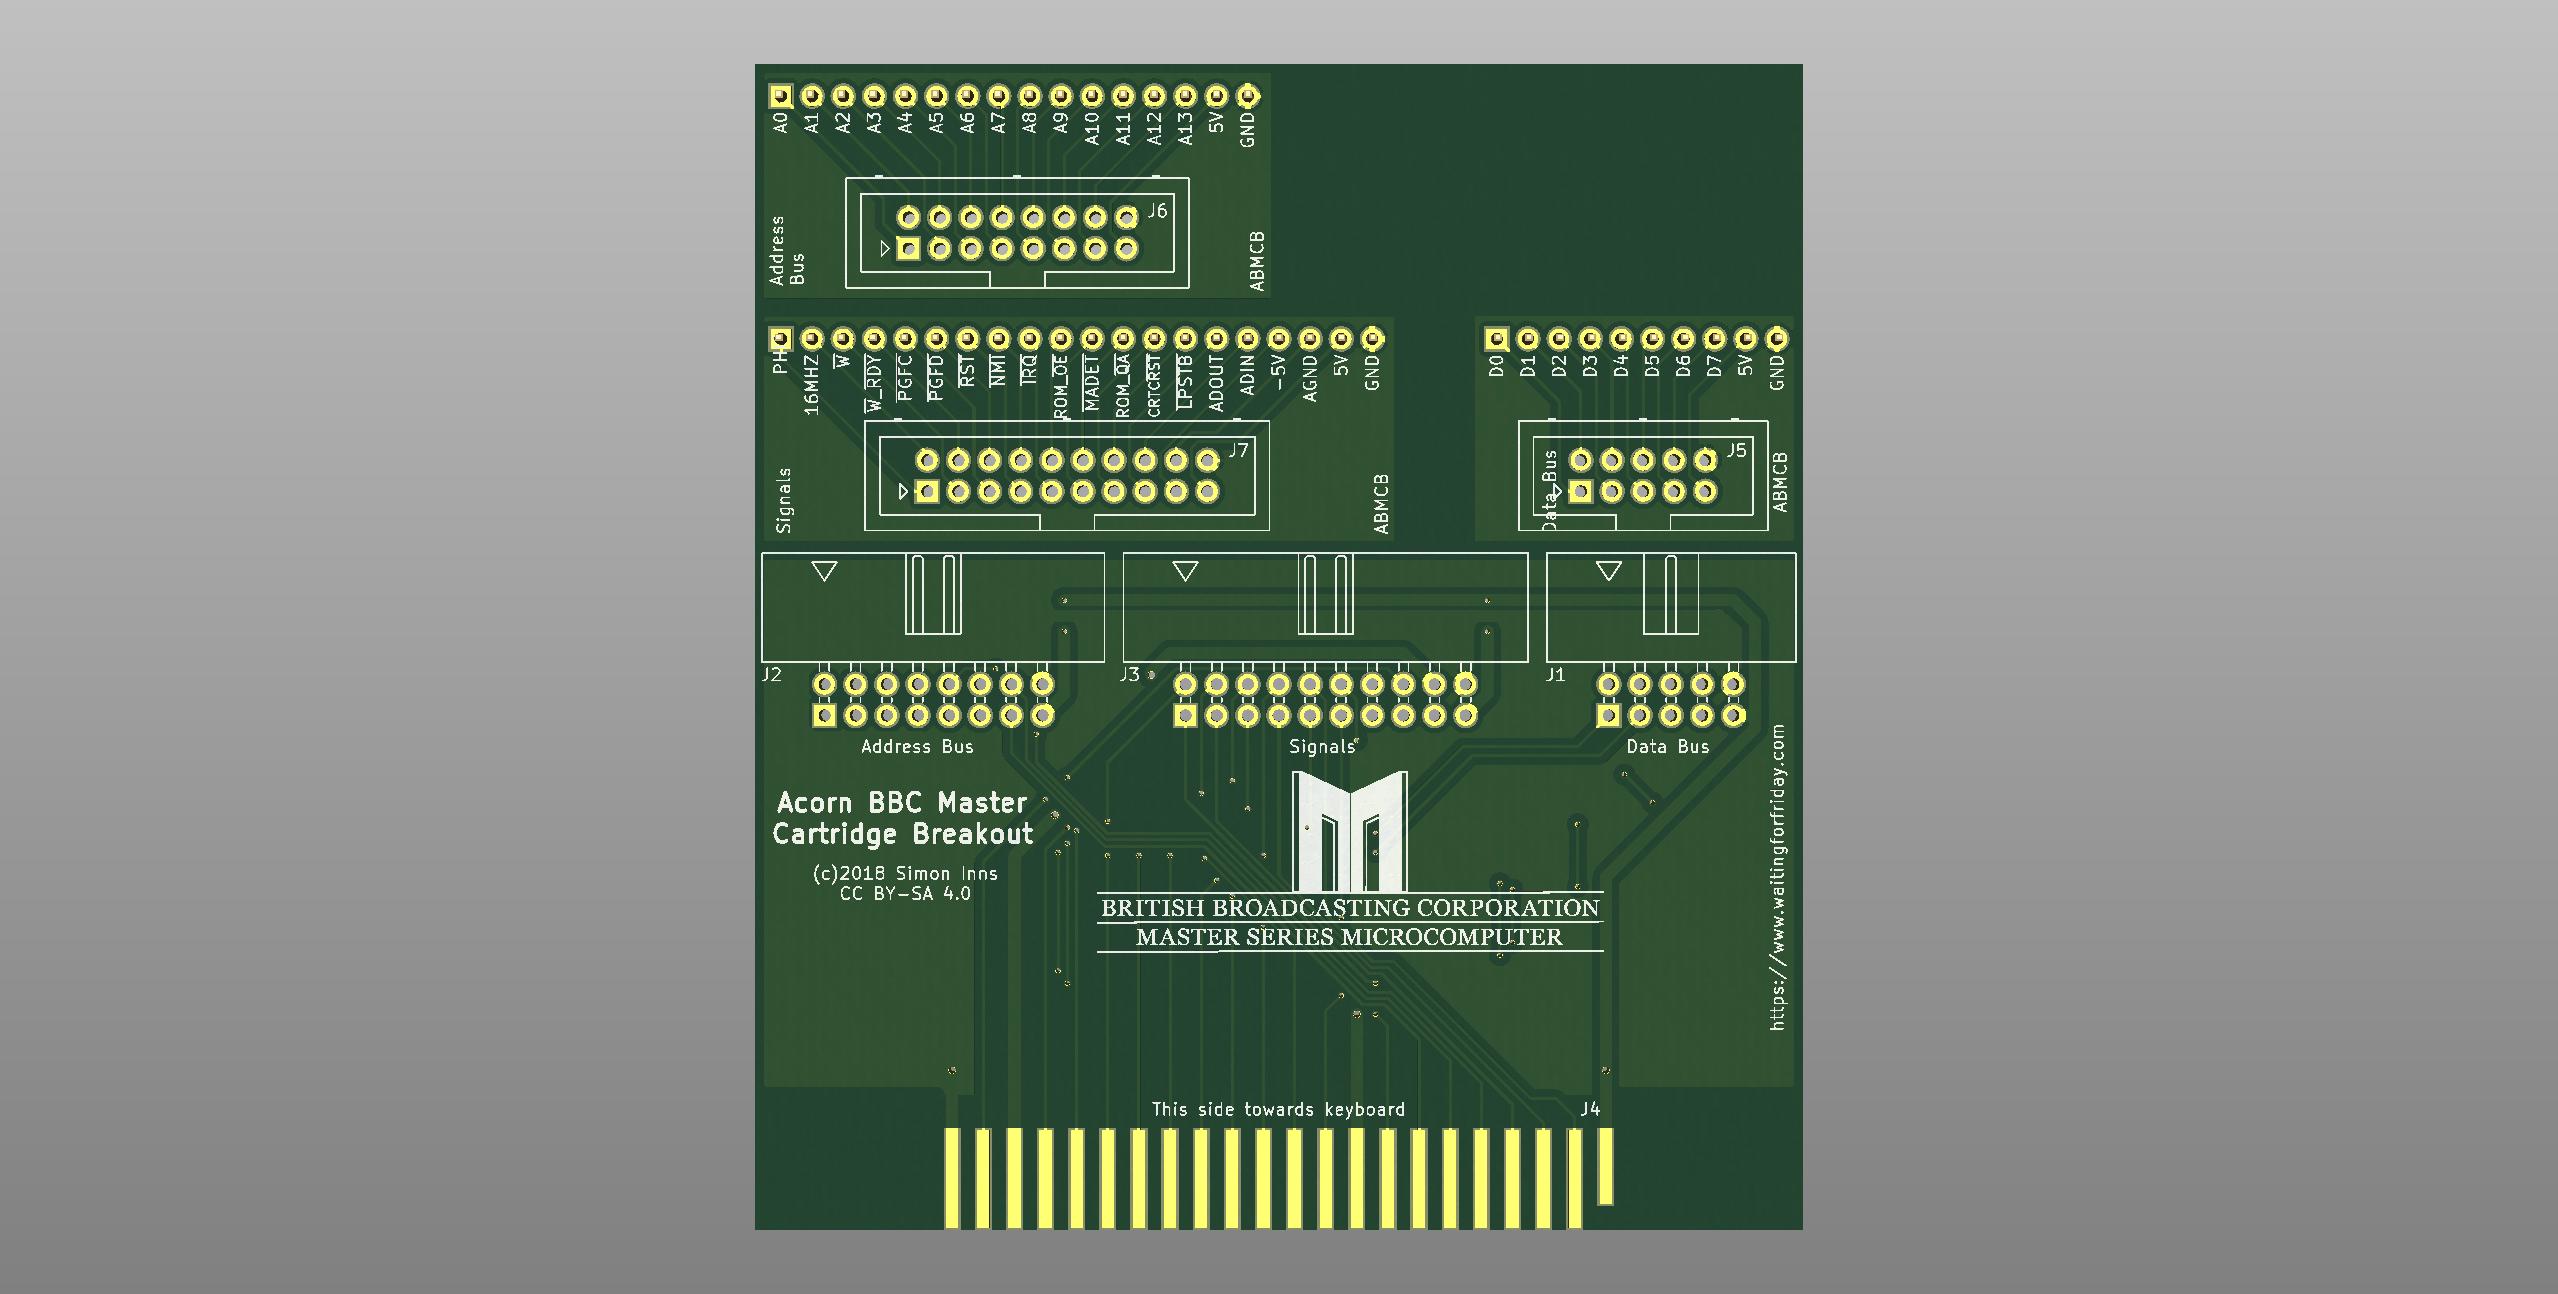 A0 A1 A2 A3 A4 A5 A6 A7 A8 A9 A10 A11 A12 A13 5V GND
J6
Address
Bus
ABMCB
16MHZ W W_RDY PGFC PGFD RST NMI IRQ ROM_OE MADET ROM_QA CRTCRST LPSTB ADOUT ADIN -5V AGND 5V GND
J7
Signals
ABMCB
D0 D1 D2 D3 D4 D5 D6 D7 5V GND
J5
Data Bus
ABMCB
J2
Address Bus
J3
Signals
J1
Data Bus
Acorn BBC Master
Cartridge Breakout
(c)2018 Simon Inns
CC BY-SA 4.0
BRITISH BROADCASTING CORPORATION
MASTER SERIES MICROCOMPUTER
https://www.waitingforfriday.com
This side towards keyboard
J4